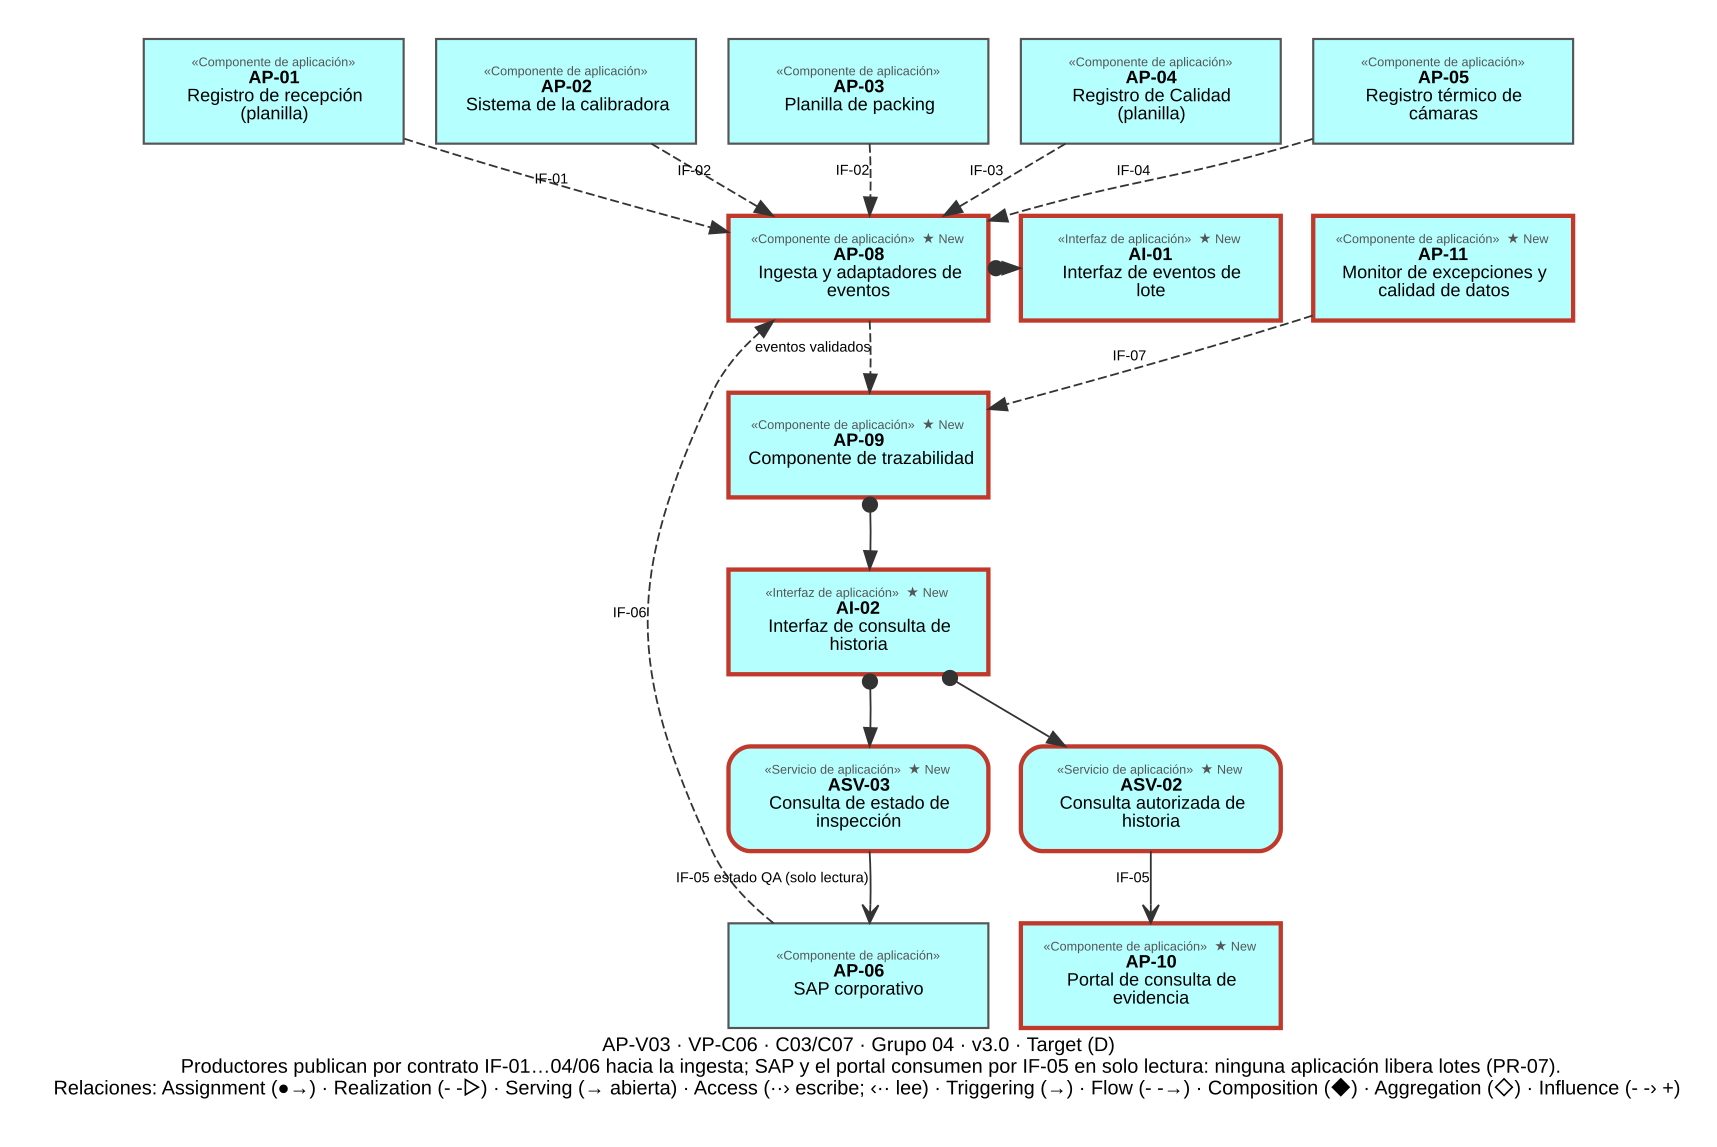 «Componente de aplicación»
AP-01
Registro de recepción
(planilla)
«Componente de aplicación»
AP-02
Sistema de la calibradora
«Componente de aplicación»
AP-03
Planilla de packing
«Componente de aplicación»
AP-04
Registro de Calidad
(planilla)
«Componente de aplicación»
AP-05
Registro térmico de
cámaras
IF-01
IF-02
IF-02
IF-03
IF-04
«Componente de aplicación» ★ New
AP-08
Ingesta y adaptadores de
eventos
«Interfaz de aplicación» ★ New
AI-01
Interfaz de eventos de
lote
«Componente de aplicación» ★ New
AP-11
Monitor de excepciones y
calidad de datos
eventos validados
IF-07
«Componente de aplicación» ★ New
AP-09
Componente de trazabilidad
«Interfaz de aplicación» ★ New
AI-02
Interfaz de consulta de
historia
IF-06
«Servicio de aplicación» ★ New
ASV-03
Consulta de estado de
inspección
«Servicio de aplicación» ★ New
ASV-02
Consulta autorizada de
historia
IF-05 estado QA (solo lectura)
IF-05
«Componente de aplicación»
AP-06
SAP corporativo
«Componente de aplicación» ★ New
AP-10
Portal de consulta de
evidencia
AP-V03 · VP-C06 · C03/C07 · Grupo 04 · v3.0 · Target (D)
Productores publican por contrato IF-01…04/06 hacia la ingesta; SAP y el portal consumen por IF-05 en solo lectura: ninguna aplicación libera lotes (PR-07).
Relaciones: Assignment (●→) · Realization (- -▷) · Serving (→ abierta) · Access (··› escribe; ‹·· lee) · Triggering (→) · Flow (- -→) · Composition (◆) · Aggregation (◇) · Influence (- -› +)